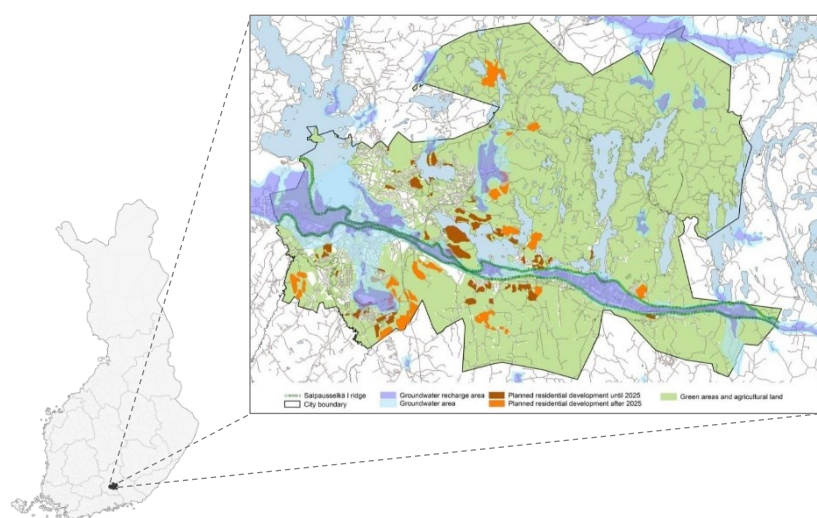 Salpausselkä I ridge
City boundary
Groundwater recharge area
Groundwater area
Planned residential development until 2025
Planned residential development after 2025
Green areas and agricultural land